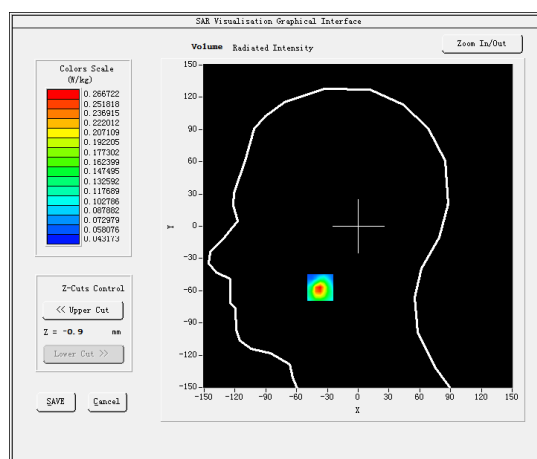 SAR Visualisation Graphical Interface
Volume Radiated Intensity
Zoom In/Out
Colors Scale
(W/kg)
0.266722
0.251818
0.236915
0.222012
0.207109
0.192205
0.177302
0.162399
0.147495
0.132592
0.117689
0.102786
0.087882
0.072979
0.058076
0.043173
Z-Cuts Control
<< Upper Cut
Z = -0.9 mm
Lower Cut >>
SAVE
Cancel
150
120
90
60
30
0
-30
-60
-90
-120
-150
Y
-150 -120 -90 -60 -30 0 30 60 90 120 150
X